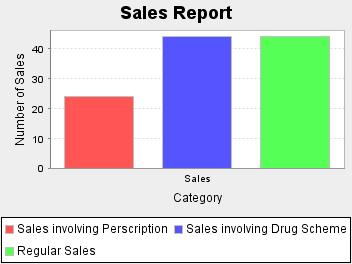 Sales Report
Number of Sales
40
30
20
10
0
Sales
Category
Sales involving Perscription Sales involving Drug Scheme
Regular Sales